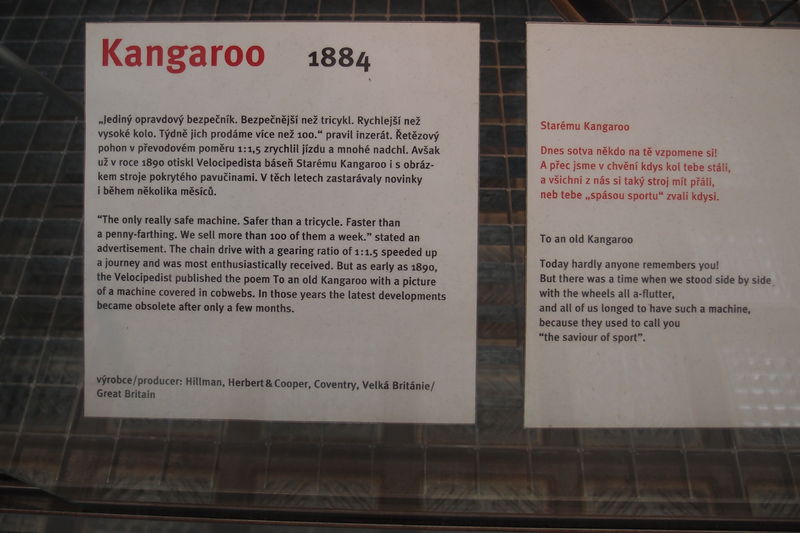 Kangaroo 1884
„Jediný opravdový bezpečník. Bezpečnější než tricykl. Rychlejší než
vysoké kolo. Týdně jich prodáme více než 100.“ pravil inzerát. Řetězový
pohon v převodovém poměru 1:1,5 zrychlil jízdu a mnohé nadchl. Avšak
už v roce 1890 otiskl Velocipedista báseň Starému Kangaroo i s obráz-
kem stroje pokrytého pavučinami. V těch letech zastarávaly novinky
i během několika měsíců.
“The only really safe machine. Safer than a tricycle. Faster than
a penny-farthing. We sell more than 100 of them a week.” stated an
advertisement. The chain drive with a gearing ratio of 1:1.5 speeded up
a journey and was most enthusiastically received. But as early as 1890,
the Velocipedist published the poem To an old Kangaroo with a picture
of a machine covered in cobwebs. In those years the latest developments
became obsolete after only a few months.
výrobce/producer: Hillman, Herbert & Cooper, Coventry, Velká Británie/
Great Britain
Starému Kangaroo
Dnes sotva někdo na tě vzpomene si!
A přec jsme v chvění kdys kol tebe stáli,
a všichni z nás si taký stroj mít přáli,
neb tebe „spásou sportu“ zvali kdysi.
To an old Kangaroo
Today hardly anyone remembers you!
But there was a time when we stood side by side
with the wheels all a-flutter,
and all of us longed to have such a machine,
because they used to call you
“the saviour of sport”.